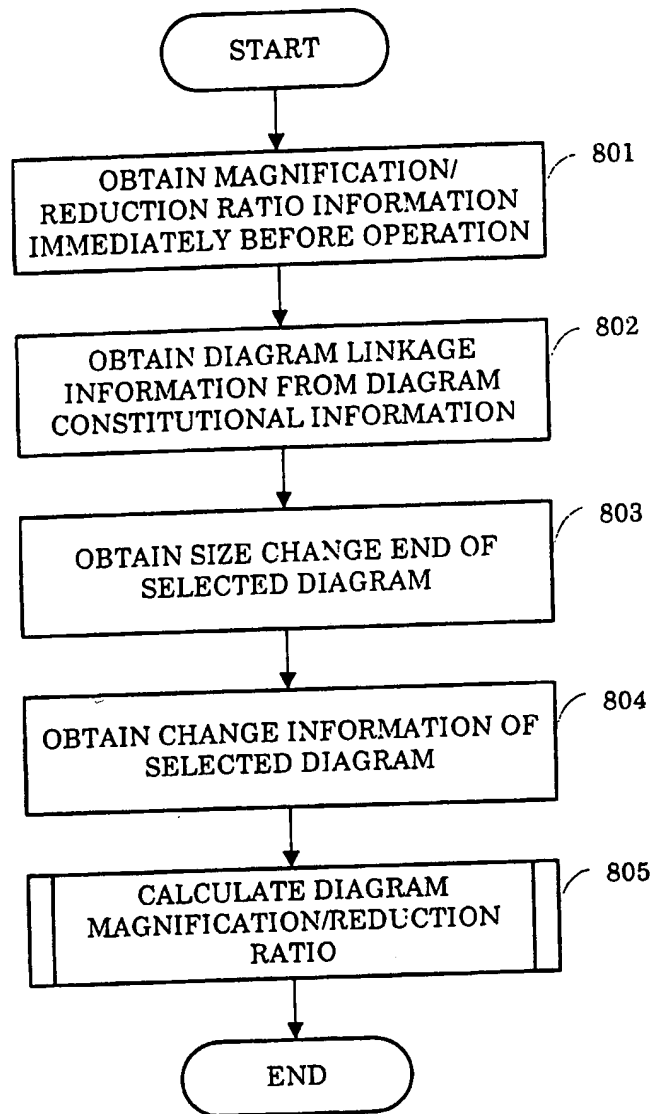 START
801
OBTAIN MAGNIFICATION/
REDUCTION RATIO INFORMATION
IMMEDIATELY BEFORE OPERATION
802
OBTAIN DIAGRAM LINKAGE
INFORMATION FROM DIAGRAM
CONSTITUTIONAL INFORMATION
803
OBTAIN SIZE CHANGE END OF
SELECTED DIAGRAM
804
OBTAIN CHANGE INFORMATION OF
SELECTED DIAGRAM
805
CALCULATE DIAGRAM
MAGNIFICATION/REDUCTION
RATIO
END